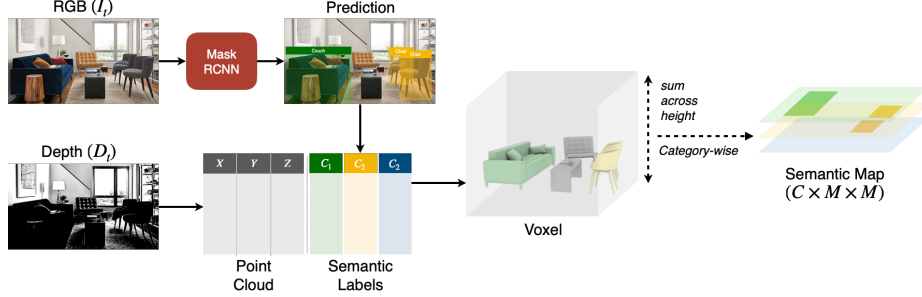 RGB (I_t)
Prediction
Mask
RCNN
Couch
Chair
Chair
Depth (D_t)
X Y Z C_1 C_2 C_2
Point
Cloud
Semantic
Labels
Voxel
sum
across
height
Category-wise
Semantic Map
(C × M × M)